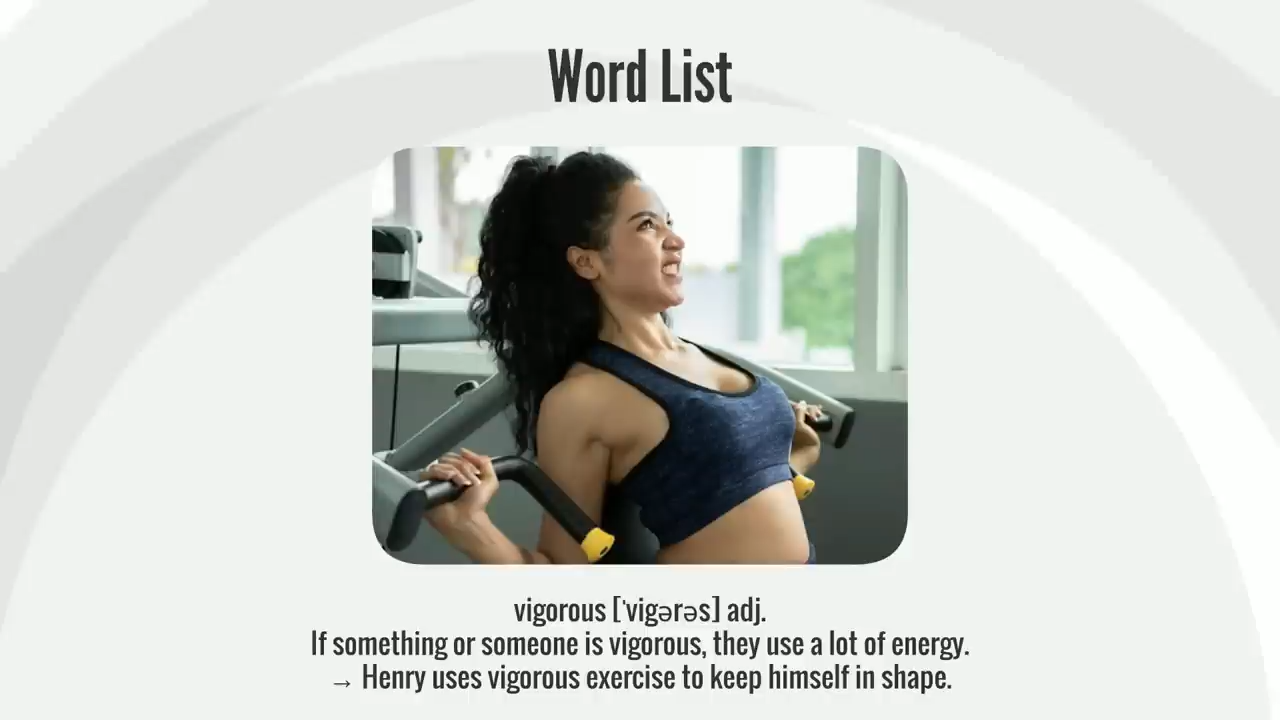 Word List
vigorous [ˈvigərəs] adj.
If something or someone is vigorous, they use a lot of energy.
→ Henry uses vigorous exercise to keep himself in shape.